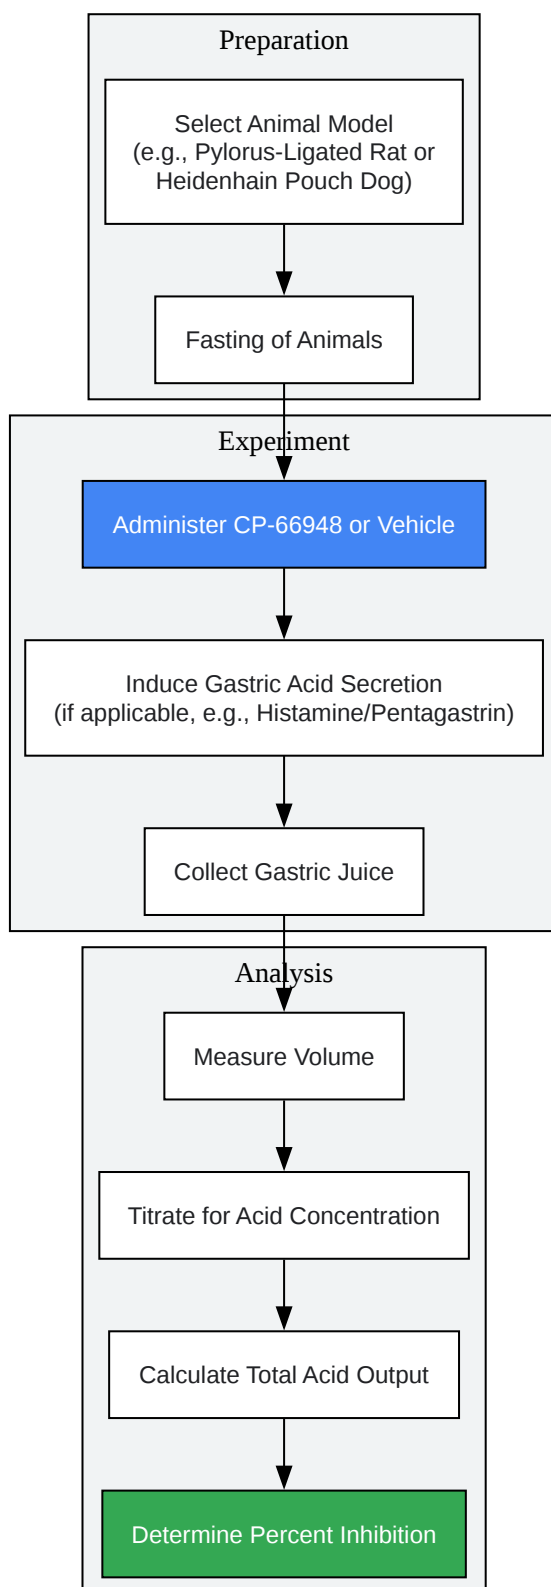 Preparation
Select Animal Model
(e.g., Pylorus-Ligated Rat or
Heidenhain Pouch Dog)
Fasting of Animals
Experiment
Administer CP-66948 or Vehicle
Induce Gastric Acid Secretion
(if applicable, e.g., Histamine/Pentagastrin)
Collect Gastric Juice
Analysis
Measure Volume
Titrate for Acid Concentration
Calculate Total Acid Output
Determine Percent Inhibition